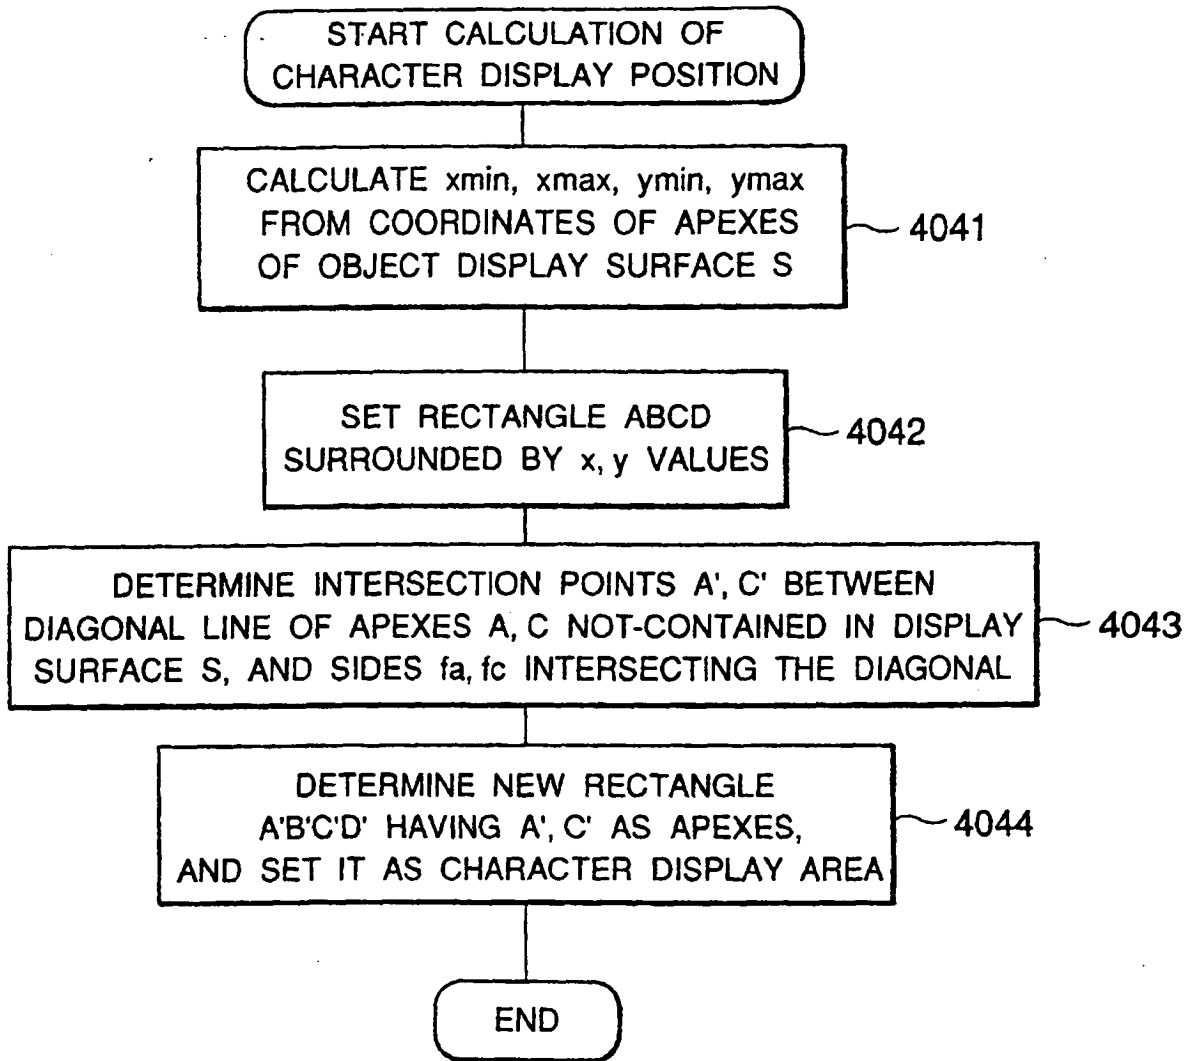 START CALCULATION OF
CHARACTER DISPLAY POSITION
CALCULATE xmin, xmax, ymin, ymax
FROM COORDINATES OF APEXES
OF OBJECT DISPLAY SURFACE S
4041
SET RECTANGLE ABCD
SURROUNDED BY x, y VALUES
4042
DETERMINE INTERSECTION POINTS A', C' BETWEEN
DIAGONAL LINE OF APEXES A, C NOT-CONTAINED IN DISPLAY
SURFACE S, AND SIDES fa, fc INTERSECTING THE DIAGONAL
4043
DETERMINE NEW RECTANGLE
A'B'C'D' HAVING A', C' AS APEXES,
AND SET IT AS CHARACTER DISPLAY AREA
4044
END